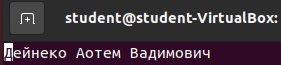 student@student-VirtualBox:
Дейнеко Аотем Вадимович